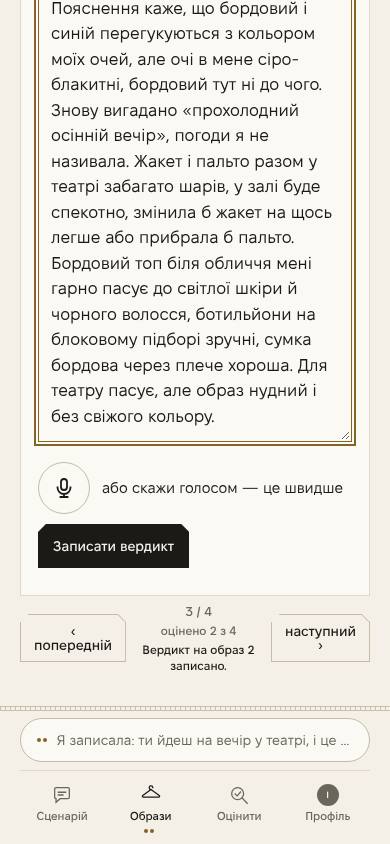 Пояснення каже, що бордовий і
синій перегукуються з кольором
моїх очей, але очі в мене сіро-
блакитні, бордовий тут ні до чого.
Знову вигадано «прохолодний
осінній вечір», погоди я не
називала. Жакет і пальто разом у
театрі забагато шарів, у залі буде
спекотно, змінила б жакет на щось
легше або прибрала б пальто.
Бордовий топ біля обличчя мені
гарно пасує до світлої шкіри й
чорного волосся, ботильйони на
блоковому підборі зручні, сумка
бордова через плече хороша. Для
театру пасує, але образ нудний і
без свіжого кольору.
або скажи голосом — це швидше
Записати вердикт
‹
попередній
3 / 4
оцінено 2 з 4
Вердикт на образ 2
записано.
наступний
›
Я записала: ти йдеш на вечір у театрі, і це ...
Сценарій
Образи
Оцінити
І
Профіль